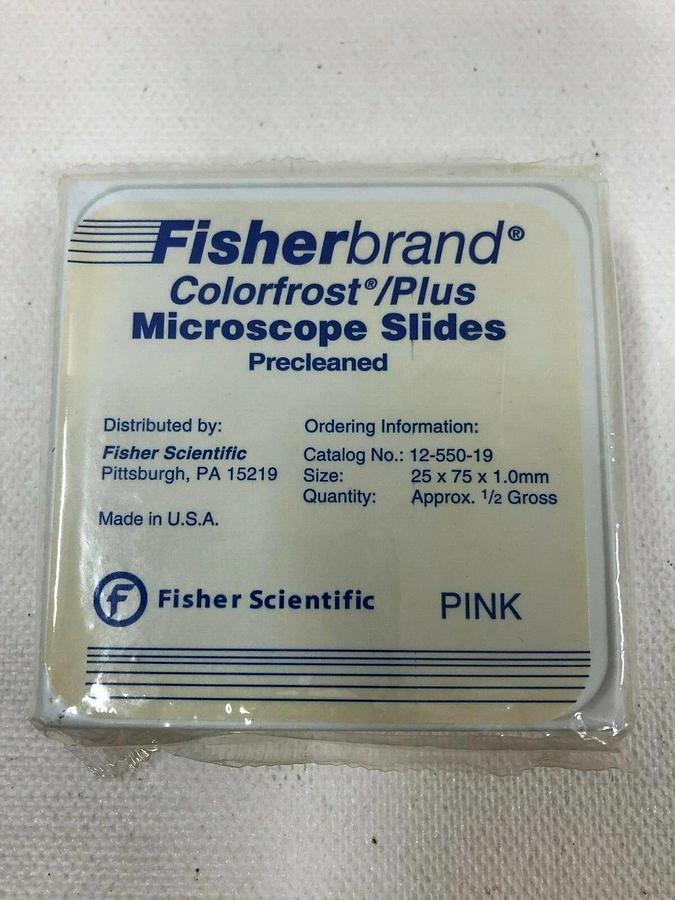 Fisherbrand®
Colorfrost®/Plus
Microscope Slides
Precleaned
Distributed by:
Fisher Scientific
Pittsburgh, PA 15219
Made in U.S.A.
Ordering Information:
Catalog No.: 12-550-19
Size: 25 x 75 x 1.0mm
Quantity: Approx. 1/2 Gross
F Fisher Scientific
PINK